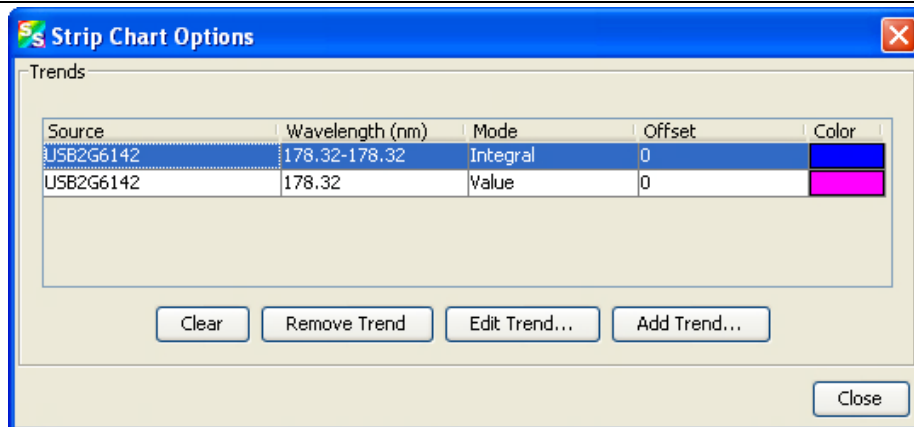 SS Strip Chart Options
Trends
Source Wavelength (nm) Mode Offset Color
USB2G6142 178.32-178.32 Integral 0
USB2G6142 178.32 Value 0
Clear Remove Trend Edit Trend... Add Trend...
Close